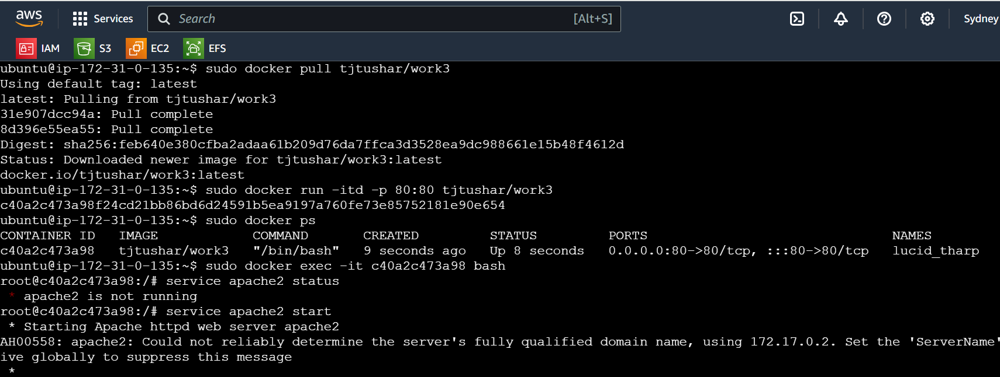 aws Services Search [Alt+S] Sydney
IAM S3 EC2 EFS
ubuntu@ip-172-31-0-135:~$ sudo docker pull tjtushar/work3
Using default tag: latest
latest: Pulling from tjtushar/work3
31e907dcc94a: Pull complete
8d396e55ea55: Pull complete
Digest: sha256:feb640e380cfba2adaa61b209d76da7ffca3d3528ea9dc988661e15b48f4612d
Status: Downloaded newer image for tjtushar/work3:latest
docker.io/tjtushar/work3:latest
ubuntu@ip-172-31-0-135:~$ sudo docker run -itd -p 80:80 tjtushar/work3
c40a2c473a98f24cd21bb86bd6d24591b5ea9197a760fe73e85752181e90e654
ubuntu@ip-172-31-0-135:~$ sudo docker ps
CONTAINER ID IMAGE COMMAND CREATED STATUS PORTS NAMES
c40a2c473a98 tjtushar/work3 "/bin/bash" 9 seconds ago Up 8 seconds 0.0.0.0:80->80/tcp, :::80->80/tcp lucid_tharp
ubuntu@ip-172-31-0-135:~$ sudo docker exec -it c40a2c473a98 bash
root@c40a2c473a98:/# service apache2 status
* apache2 is not running
root@c40a2c473a98:/# service apache2 start
* Starting Apache httpd web server apache2
AH00558: apache2: Could not reliably determine the server's fully qualified domain name, using 172.17.0.2. Set the 'ServerName'
ive globally to suppress this message
*